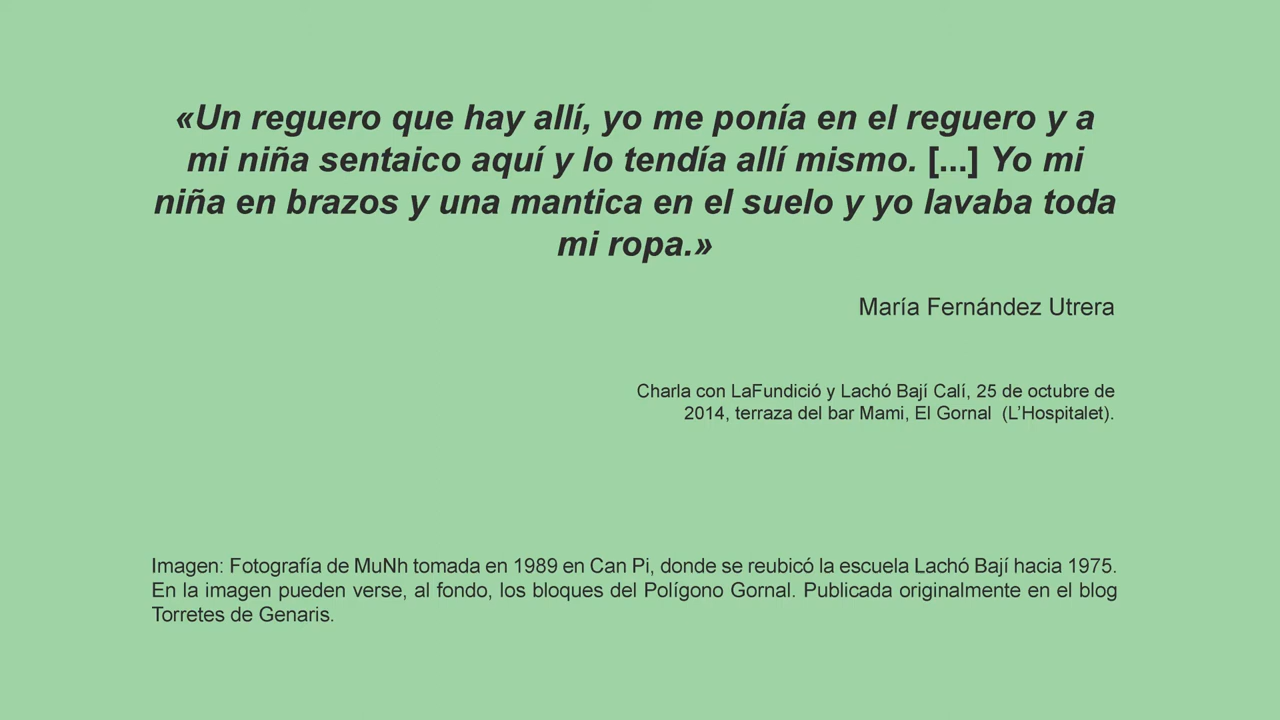 «Un reguero que hay allí, yo me ponía en el reguero y a
mi niña sentaico aquí y lo tendía allí mismo. [...] Yo mi
niña en brazos y una mantica en el suelo y yo lavaba toda
mi ropa.»
María Fernández Utrera
Charla con LaFundició y Lachó Bají Calí, 25 de octubre de
2014, terraza del bar Mami, El Gornal  (L’Hospitalet).
Imagen: Fotografía de MuNh tomada en 1989 en Can Pi, donde se reubicó la escuela Lachó Bají hacia 1975.
En la imagen pueden verse, al fondo, los bloques del Polígono Gornal. Publicada originalmente en el blog
Torretes de Genaris.